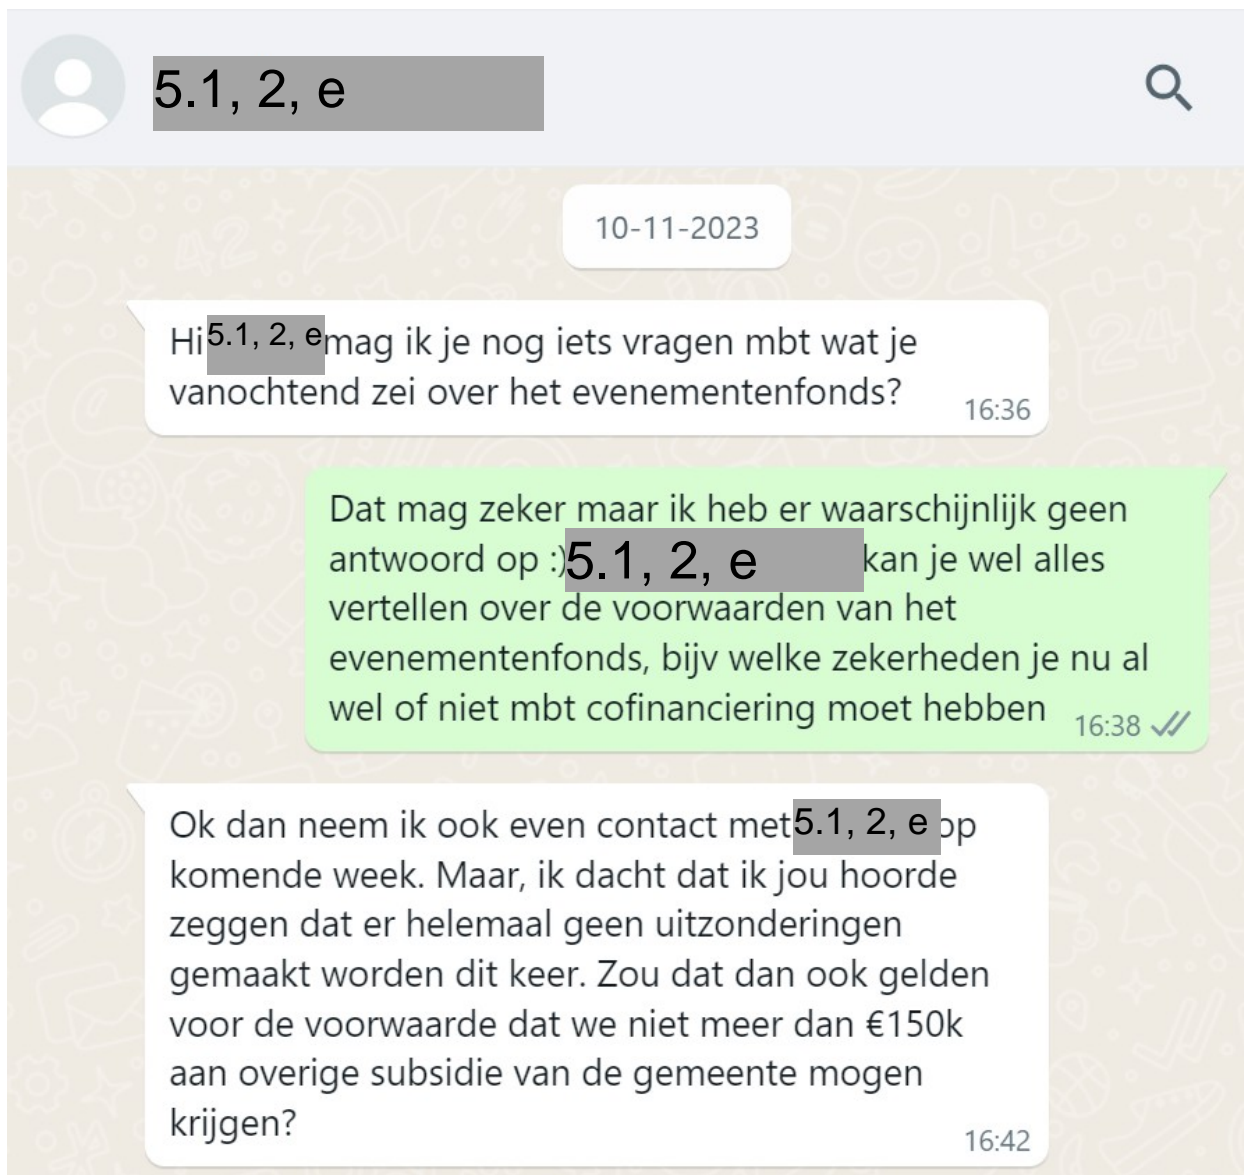 5.1, 2, e
10-11-2023
Hi 5.1, 2, e mag ik je nog iets vragen mbt wat je
vanochtend zei over het evenementenfonds?
16:36
Dat mag zeker maar ik heb er waarschijnlijk geen
antwoord op :) 5.1, 2, e kan je wel alles
vertellen over de voorwaarden van het
evenementenfonds, bijv welke zekerheden je nu al
wel of niet mbt cofinanciering moet hebben
16:38
Ok dan neem ik ook even contact met 5.1, 2, e op
komende week. Maar, ik dacht dat ik jou hoorde
zeggen dat er helemaal geen uitzonderingen
gemaakt worden dit keer. Zou dat dan ook gelden
voor de voorwaarde dat we niet meer dan €150k
aan overige subsidie van de gemeente mogen
krijgen?
16:42